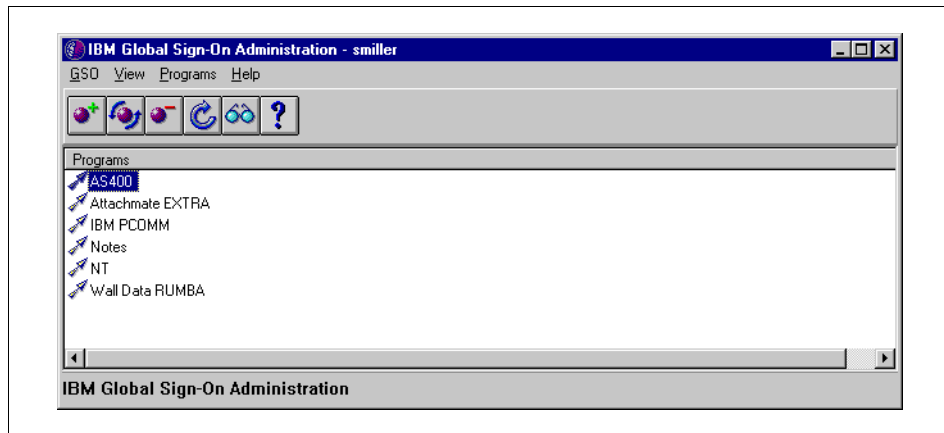 IBM Global Sign-On Administration - smiller
GSO View Programs Help
Programs
AS400
Attachmate EXTRA
IBM PCOMM
Notes
NT
Wall Data RUMBA
IBM Global Sign-On Administration